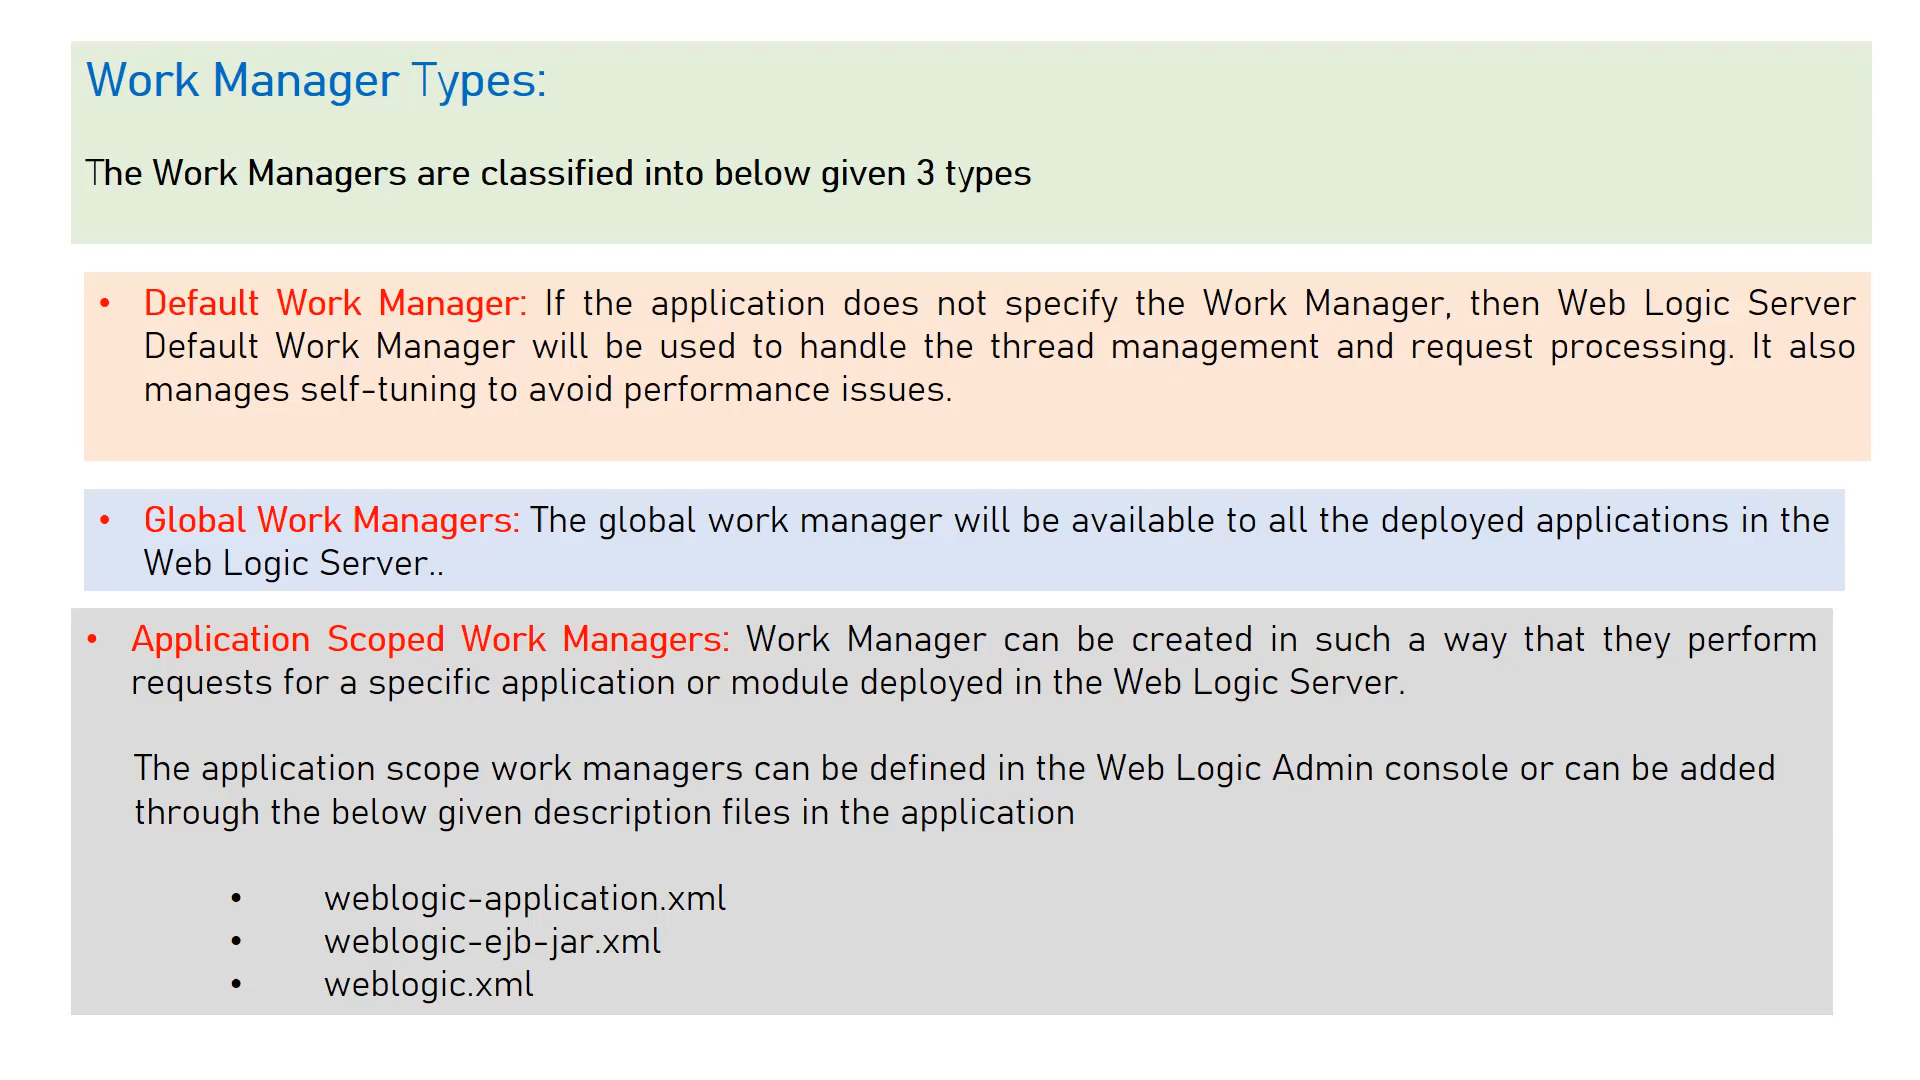 Work Manager Types:
The Work Managers are classified into below given 3 types
• Default Work Manager: If the application does not specify the Work Manager, then Web Logic Server
Default Work Manager will be used to handle the thread management and request processing. It also
manages self-tuning to avoid performance issues.
• Global Work Managers: The global work manager will be available to all the deployed applications in the
Web Logic Server..
• Application Scoped Work Managers: Work Manager can be created in such a way that they perform
requests for a specific application or module deployed in the Web Logic Server.
The application scope work managers can be defined in the Web Logic Admin console or can be added
through the below given description files in the application
• weblogic-application.xml
• weblogic-ejb-jar.xml
• weblogic.xml